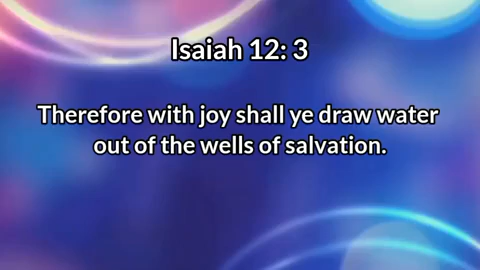 Isaiah 12: 3
Therefore with joy shall ye draw water
out of the wells of salvation.